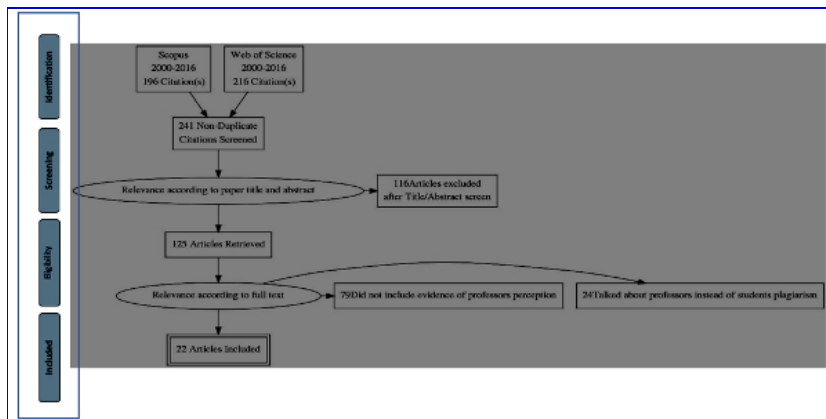 Identification
Scopus
2000-2016
196 Citation(s)
Web of Science
2000-2016
216 Citation(s)
241 Non-Duplicate
Citations Screened
Screening
Relevance according to paper title and abstract
116Articles excluded
after Title/Abstract screen
125 Articles Retrieved
Eligibility
Relevance according to full text
79Did not include evidence of professors perception
24Talked about professors instead of students plagiarism
Included
22 Articles Included